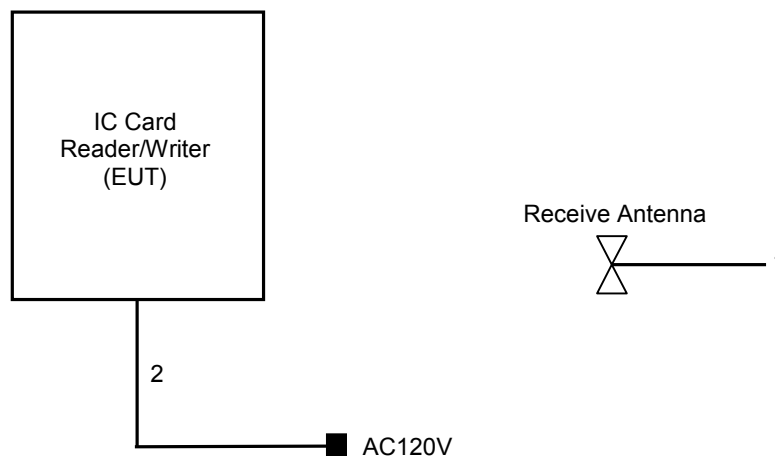 IC Card
Reader/Writer
(EUT)
Receive Antenna
2
AC120V